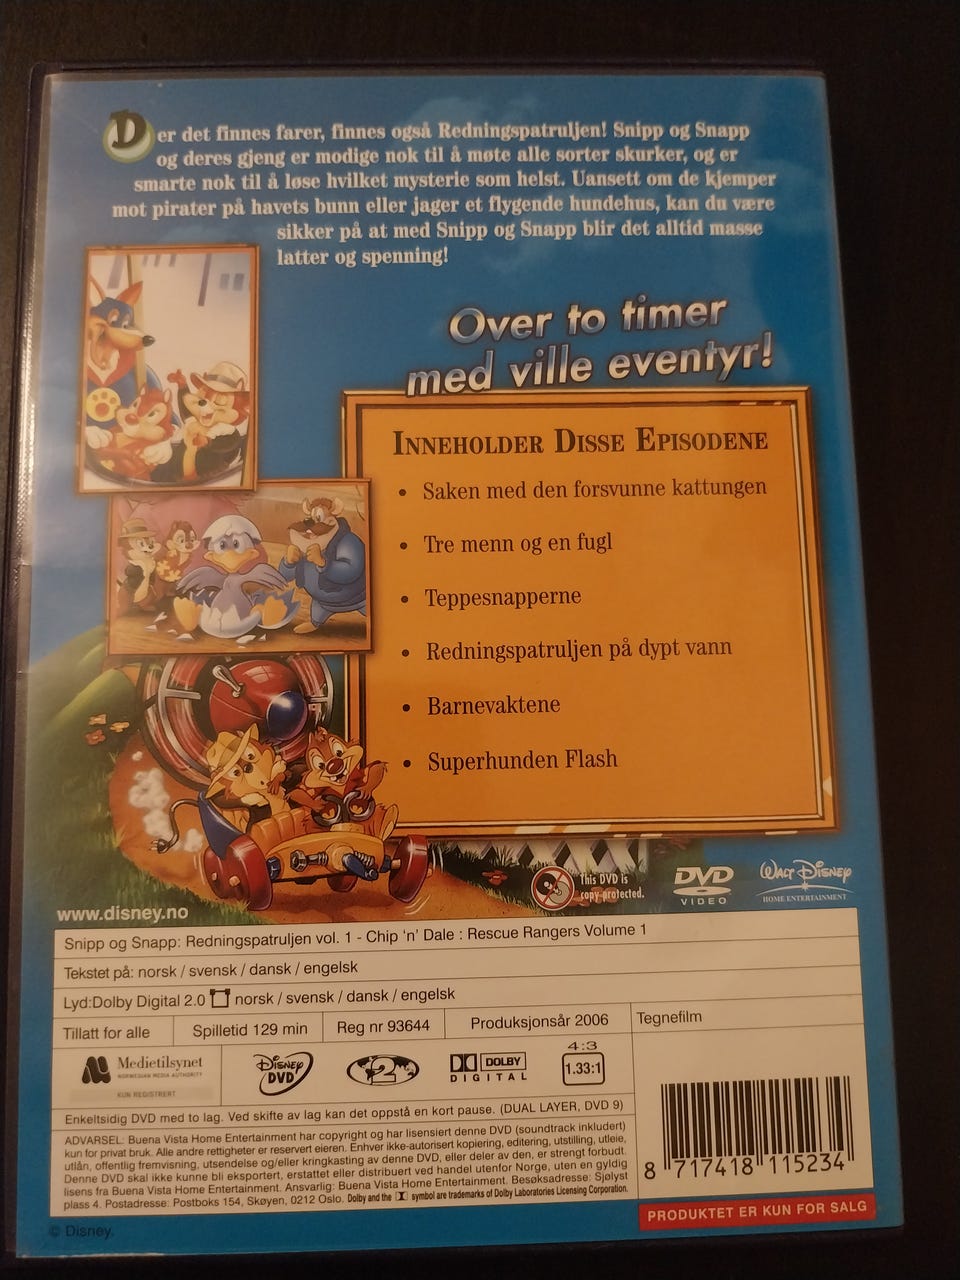 Der det finnes farer, finnes også Redningspatruljen! Snipp og Snapp
og deres gjeng er modige nok til å møte alle sorter skurker, og er
smarte nok til å løse hvilket mysterie som helst. Uansett om de kjemper
mot pirater på havets bunn eller jager et flygende hundehus, kan du være
sikker på at med Snipp og Snapp blir det alltid masse
latter og spenning!
Over to timer
med ville eventyr!
Inneholder Disse Episodene
• Saken med den forsvunne kattungen
• Tre menn og en fugl
• Teppesnapperne
• Redningspatruljen på dypt vann
• Barnevaktene
• Superhunden Flash
This DVD is
copy protected.
DVD
VIDEO
Walt Disney
HOME ENTERTAINMENT
www.disney.no
Snipp og Snapp: Redningspatruljen vol. 1 - Chip 'n' Dale : Rescue Rangers Volume 1
Tekstet på: norsk / svensk / dansk / engelsk
Lyd:Dolby Digital 2.0 norsk / svensk / dansk / engelsk
Tillatt for alle
Spilletid 129 min
Reg nr 93644
Produksjonsår 2006
Tegnefilm
Medietilsynet
NORWEGIAN MEDIA AUTHORITY
KUN REGISTRERT
Disney
DVD
2
DOLBY
DIGITAL
4:3
1.33:1
Enkeltsidig DVD med to lag. Ved skifte av lag kan det oppstå en kort pause. (DUAL LAYER, DVD 9)
ADVARSEL: Buena Vista Home Entertainment har copyright og har lisensiert denne DVD (soundtrack inkludert)
kun for privat bruk. Alle andre rettigheter er reservert eieren. Enhver ikke-autorisert kopiering, editering, utstilling, utleie,
utlån, offentlig fremvisning, utsendelse og/eller kringkasting av denne DVD, eller deler av den, er strengt forbudt.
Denne DVD skal ikke kunne bli eksportert, erstattet eller distribuert ved handel utenfor Norge, uten en gyldig
lisens fra Buena Vista Home Entertainment. Ansvarlig: Buena Vista Home Entertainment. Besøksadresse: Sjølyst
plass 4. Postadresse: Postboks 154, Skøyen, 0212 Oslo. Dolby and the symbol are trademarks of Dolby Laboratories Licensing Corporation.
8 717418 115234
PRODUKTET ER KUN FOR SALG
© Disney.